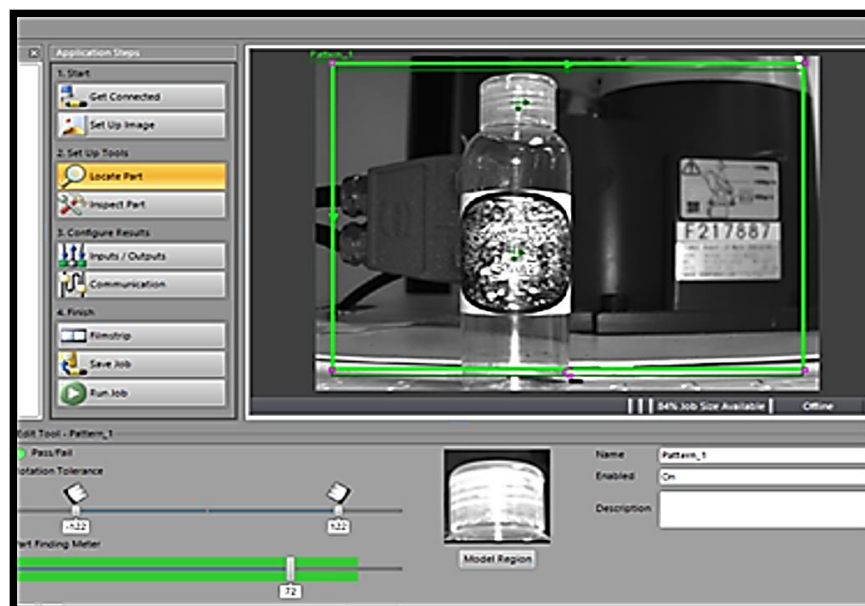 Application Steps
1. Start
Get Connected
Set Up Image
2. Set Up Tools
Locate Part
Inspect Part
3. Configure Results
Inputs / Outputs
Communication
4. Finish
Filmstrip
Save Job
Run Job
Pattern_1
F217887
84% Job Size Available
Offline
Edit Tool - Pattern_1
Pass/Fail
Rotation Tolerance
-122
122
Part Finding Meter
72
Model Region
Name
Pattern_1
Enabled
On
Description